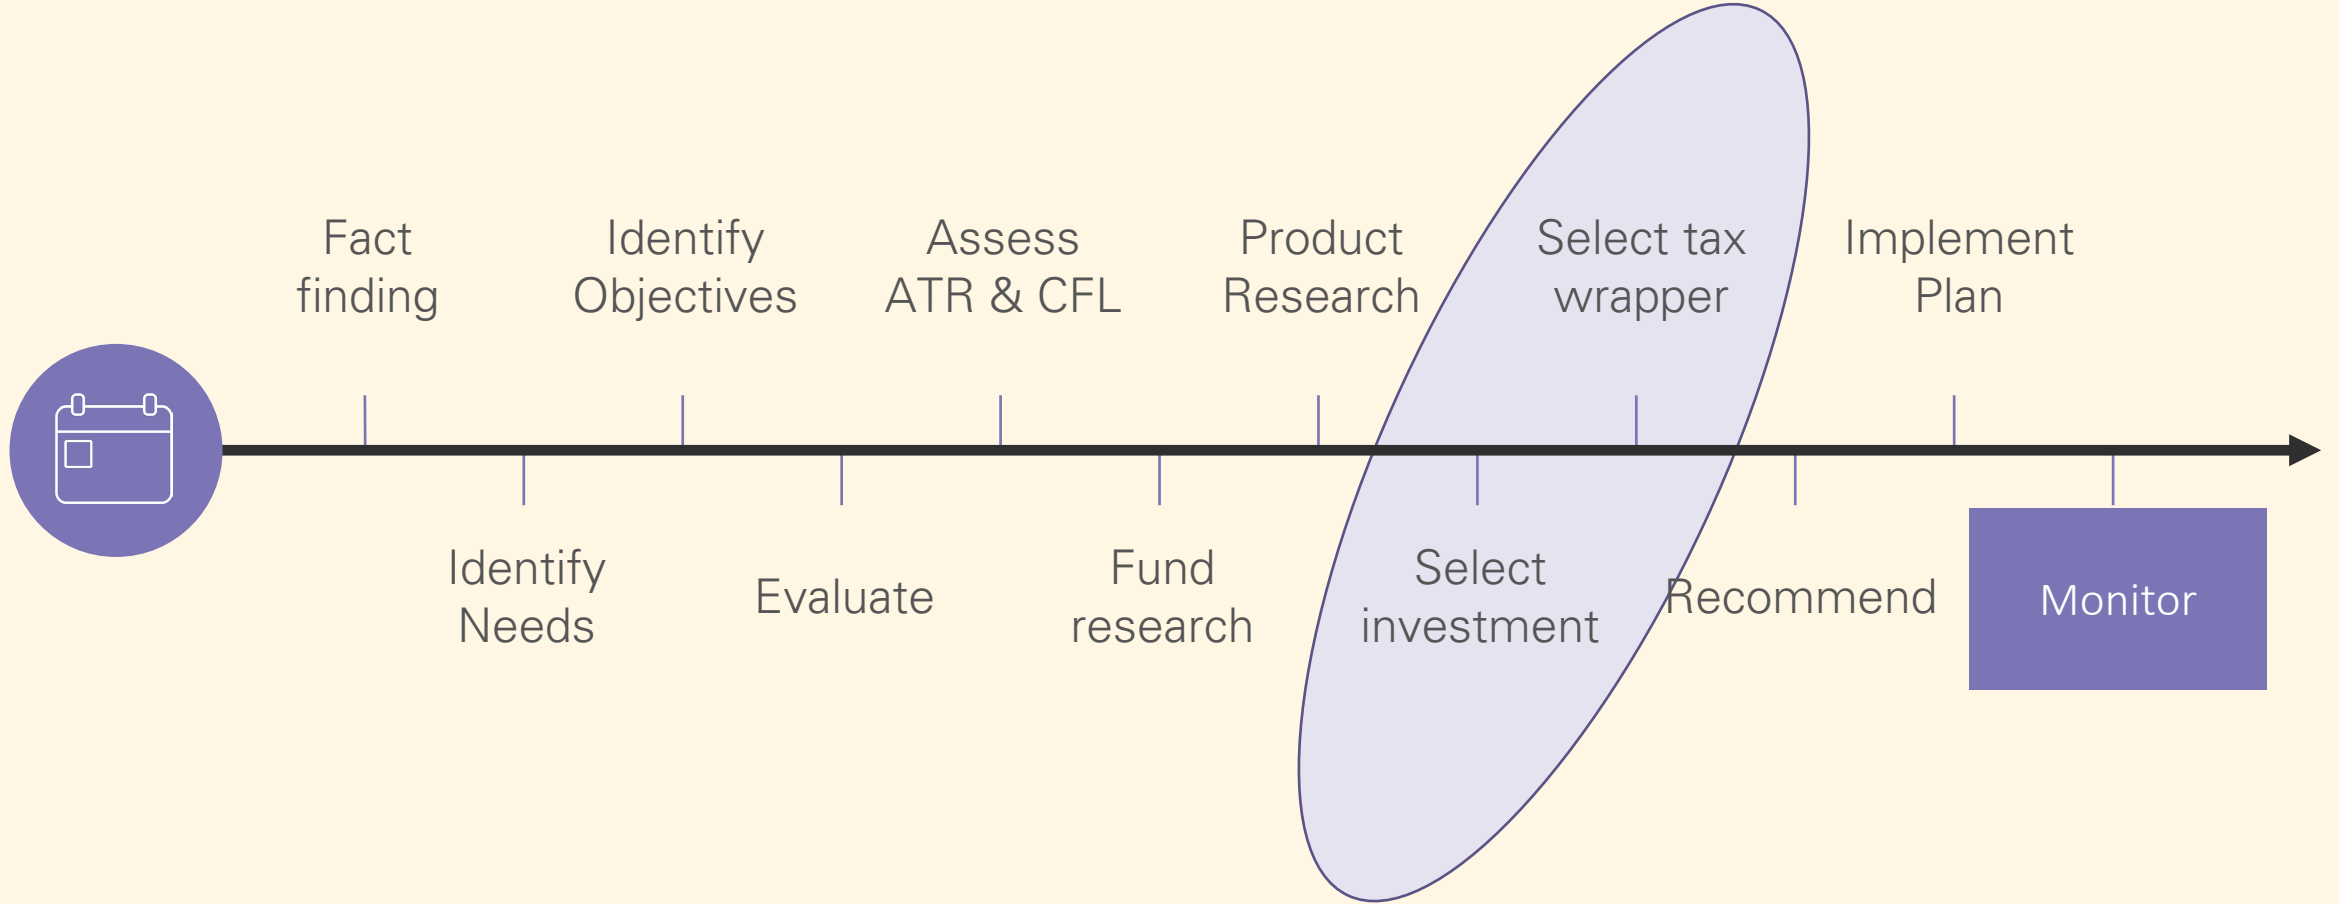 Fact
finding
Identify
Needs
Identify
Objectives
Evaluate
Assess
ATR & CFL
Fund
research
Product
Research
Select
investment
Select tax
wrapper
Recommend
Implement
Plan
Monitor